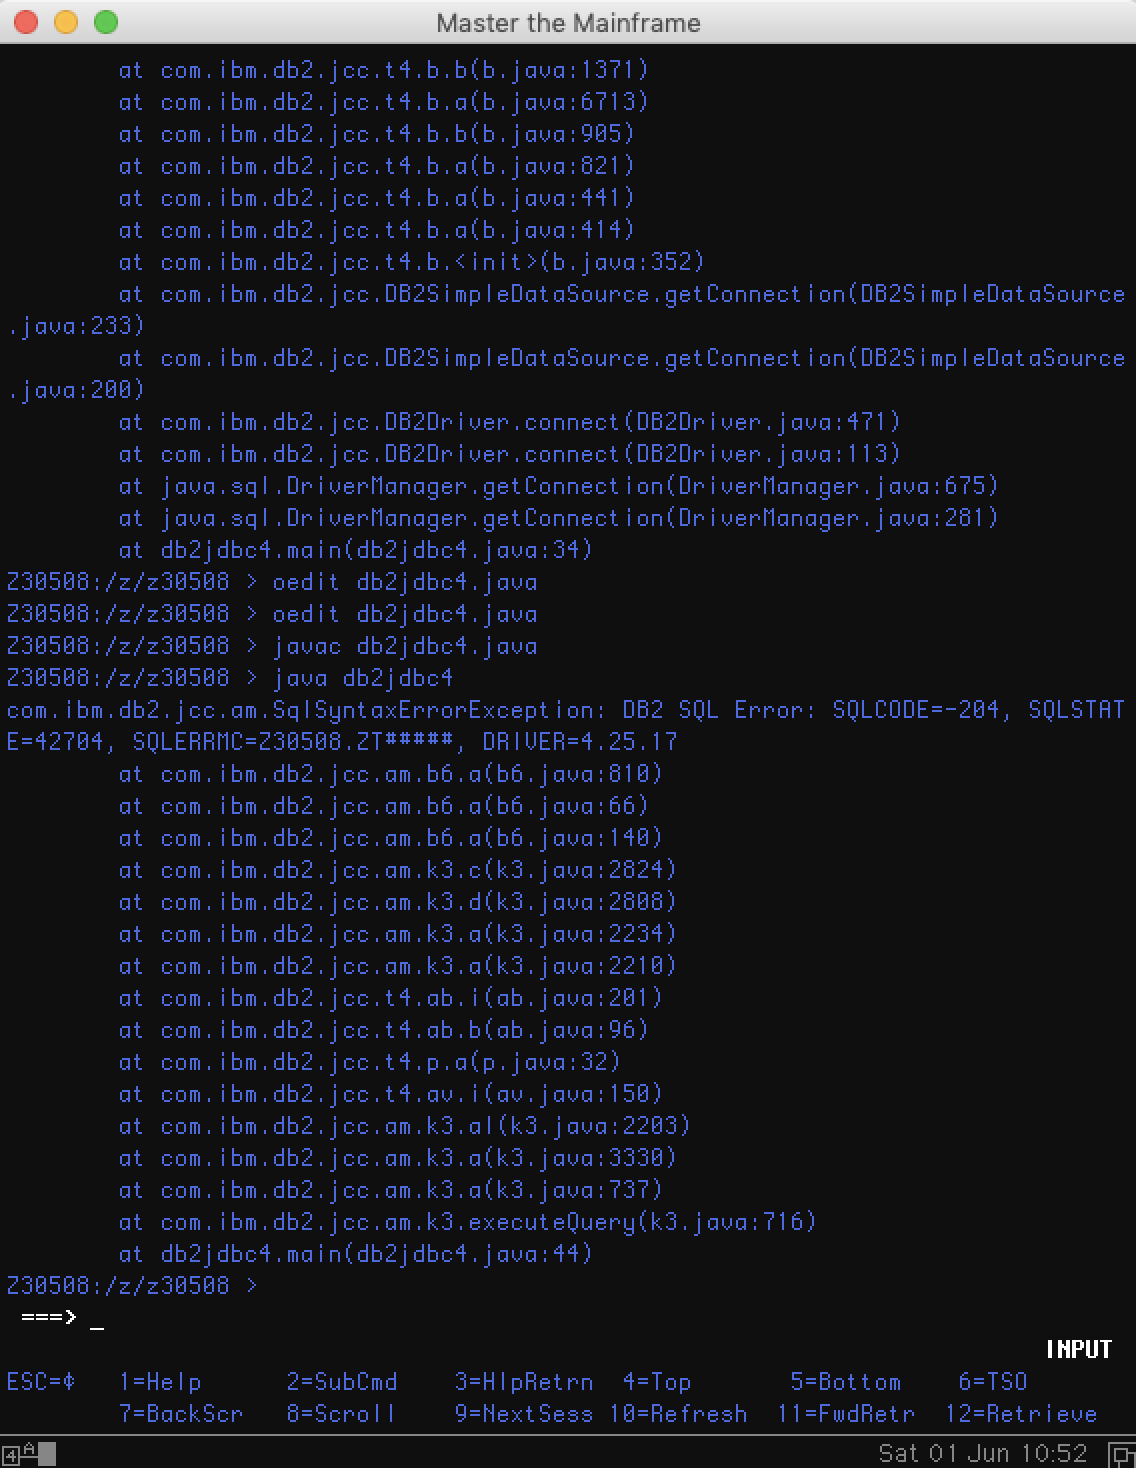 Master the Mainframe
at com.ibm.db2.jcc.t4.b.b(b.java:1371)
at com.ibm.db2.jcc.t4.b.a(b.java:6713)
at com.ibm.db2.jcc.t4.b.b(b.java:905)
at com.ibm.db2.jcc.t4.b.a(b.java:821)
at com.ibm.db2.jcc.t4.b.a(b.java:441)
at com.ibm.db2.jcc.t4.b.a(b.java:414)
at com.ibm.db2.jcc.t4.b.<init>(b.java:352)
at com.ibm.db2.jcc.DB2SimpleDataSource.getConnection(DB2SimpleDataSource
.java:233)
at com.ibm.db2.jcc.DB2SimpleDataSource.getConnection(DB2SimpleDataSource
.java:200)
at com.ibm.db2.jcc.DB2Driver.connect(DB2Driver.java:471)
at com.ibm.db2.jcc.DB2Driver.connect(DB2Driver.java:113)
at java.sql.DriverManager.getConnection(DriverManager.java:675)
at java.sql.DriverManager.getConnection(DriverManager.java:281)
at db2jdbc4.main(db2jdbc4.java:34)
Z30508:/z/z30508 > oedit db2jdbc4.java
Z30508:/z/z30508 > oedit db2jdbc4.java
Z30508:/z/z30508 > javac db2jdbc4.java
Z30508:/z/z30508 > java db2jdbc4
com.ibm.db2.jcc.am.SqlSyntaxErrorException: DB2 SQL Error: SQLCODE=-204, SQLSTAT
E=42704, SQLERRMC=Z30508.ZT#####, DRIVER=4.25.17
at com.ibm.db2.jcc.am.b6.a(b6.java:810)
at com.ibm.db2.jcc.am.b6.a(b6.java:66)
at com.ibm.db2.jcc.am.b6.a(b6.java:140)
at com.ibm.db2.jcc.am.k3.c(k3.java:2824)
at com.ibm.db2.jcc.am.k3.d(k3.java:2808)
at com.ibm.db2.jcc.am.k3.a(k3.java:2234)
at com.ibm.db2.jcc.am.k3.a(k3.java:2210)
at com.ibm.db2.jcc.t4.ab.i(ab.java:201)
at com.ibm.db2.jcc.t4.ab.b(ab.java:96)
at com.ibm.db2.jcc.t4.p.a(p.java:32)
at com.ibm.db2.jcc.t4.av.i(av.java:150)
at com.ibm.db2.jcc.am.k3.al(k3.java:2203)
at com.ibm.db2.jcc.am.k3.a(k3.java:3330)
at com.ibm.db2.jcc.am.k3.a(k3.java:737)
at com.ibm.db2.jcc.am.k3.executeQuery(k3.java:716)
at db2jdbc4.main(db2jdbc4.java:44)
Z30508:/z/z30508 >
===> _
INPUT
ESC=¢ 1=Help 2=SubCmd 3=HlpRetrn 4=Top 5=Bottom 6=TSO
7=BackScr 8=Scroll 9=NextSess 10=Refresh 11=FwdRetr 12=Retrieve
4 A Sat 01 Jun 10:52